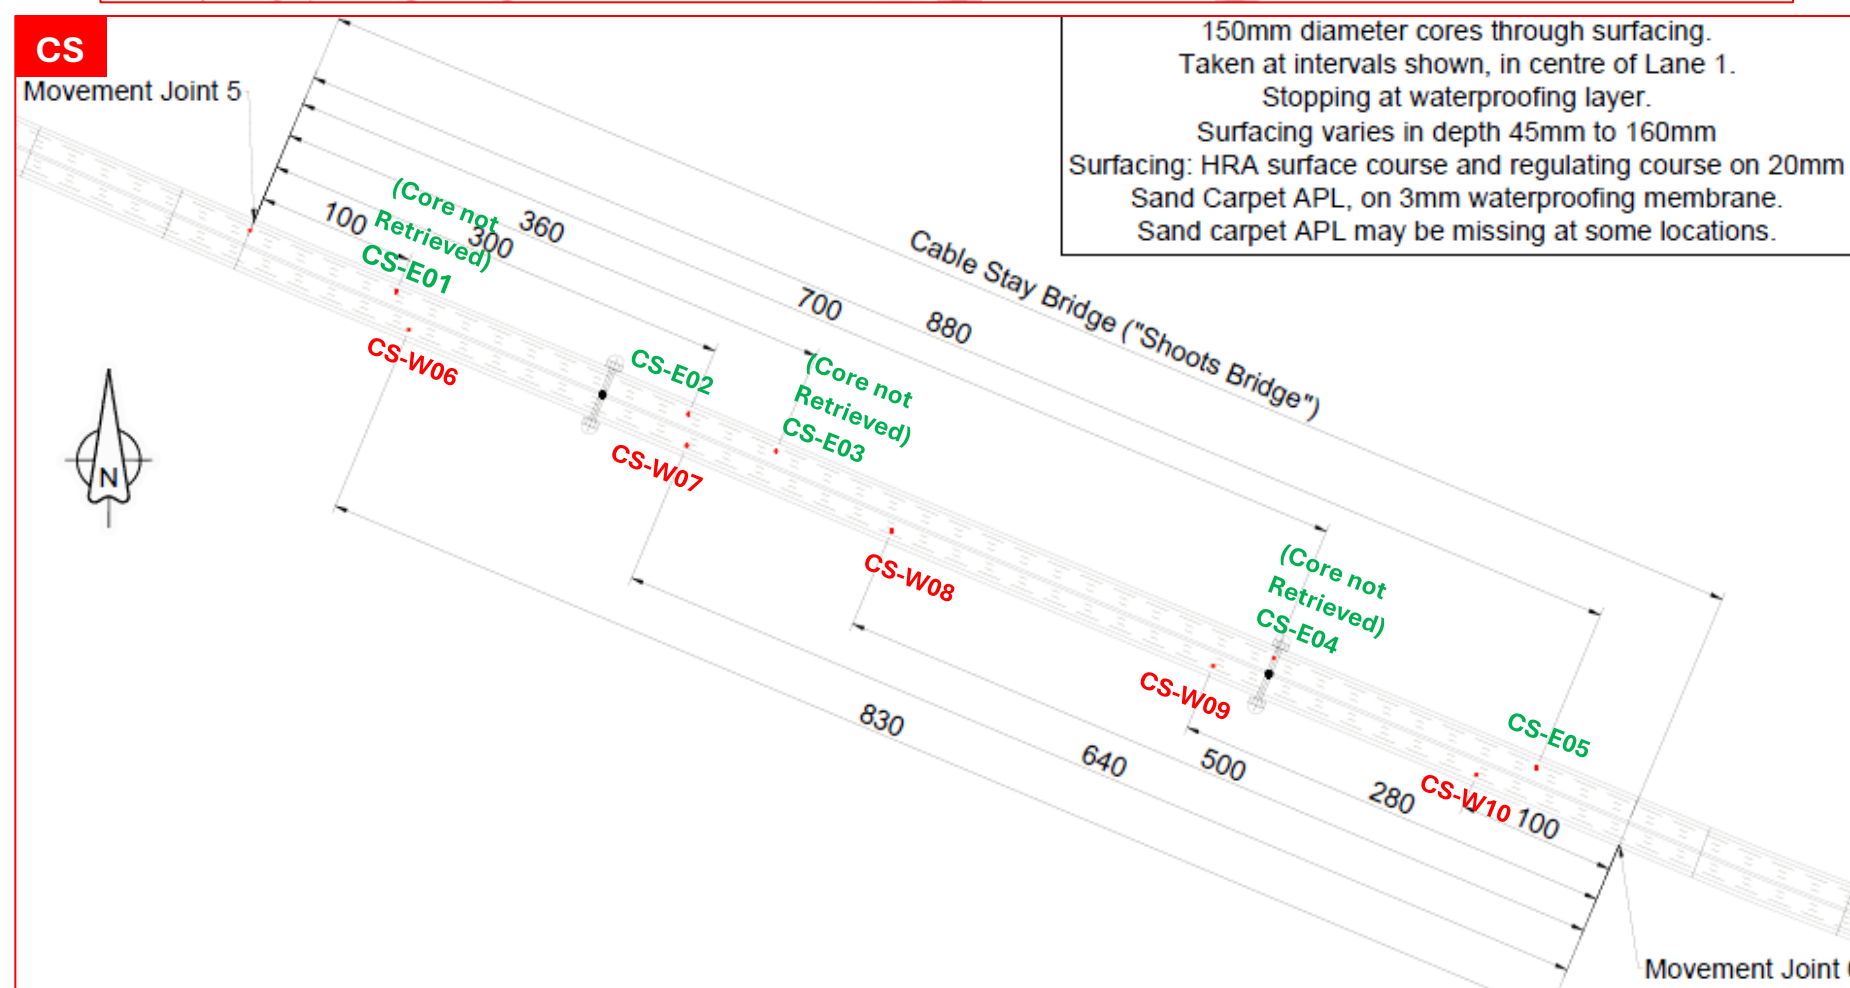 CS
Movement Joint 5
150mm diameter cores through surfacing.
Taken at intervals shown, in centre of Lane 1.
Stopping at waterproofing layer.
Surfacing varies in depth 45mm to 160mm
Surfacing: HRA surface course and regulating course on 20mm
Sand Carpet APL, on 3mm waterproofing membrane.
Sand carpet APL may be missing at some locations.
Cable Stay Bridge ("Shoots Bridge")
100
300
360
700
880
(Core not
Retrieved)
CS-E01
CS-W06
CS-E02
CS-W07
(Core not
Retrieved)
CS-E03
CS-W08
(Core not
Retrieved)
CS-E04
CS-W09
CS-E05
CS-W10
N
830
640
500
280
100
Movement Joint